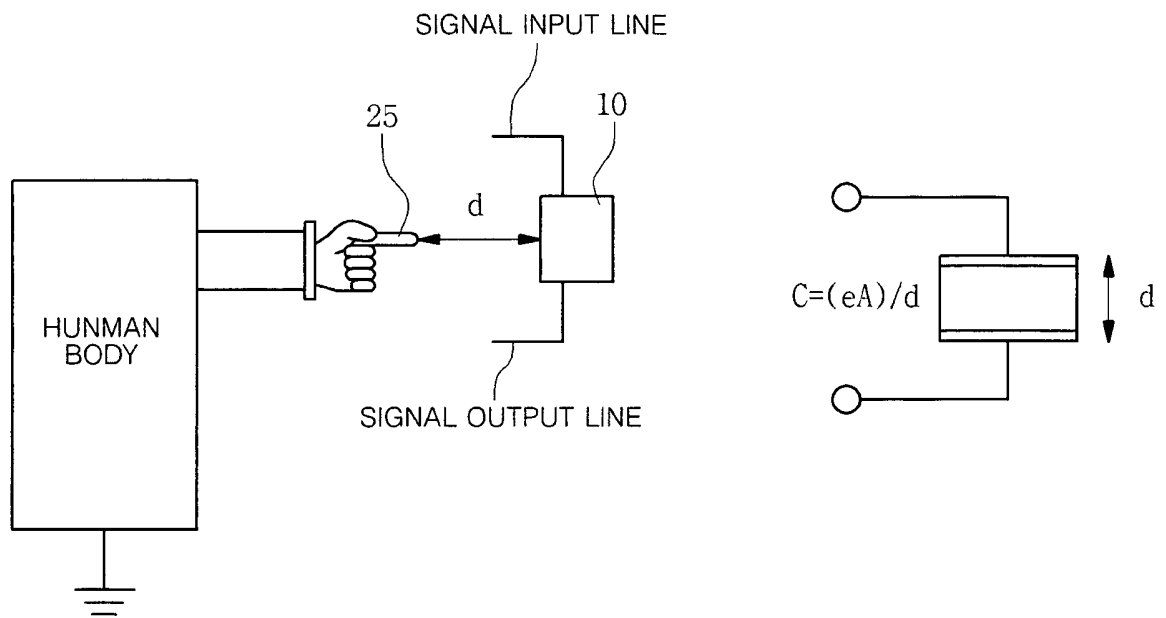 SIGNAL INPUT LINE
25
10
d
C=(eA)/d
d
HUNMAN
BODY
SIGNAL OUTPUT LINE